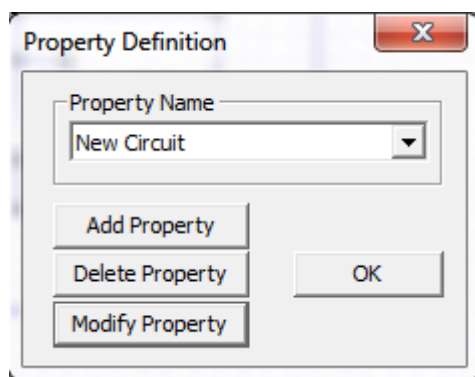 Property Definition
Property Name
New Circuit
Add Property
Delete Property
OK
Modify Property